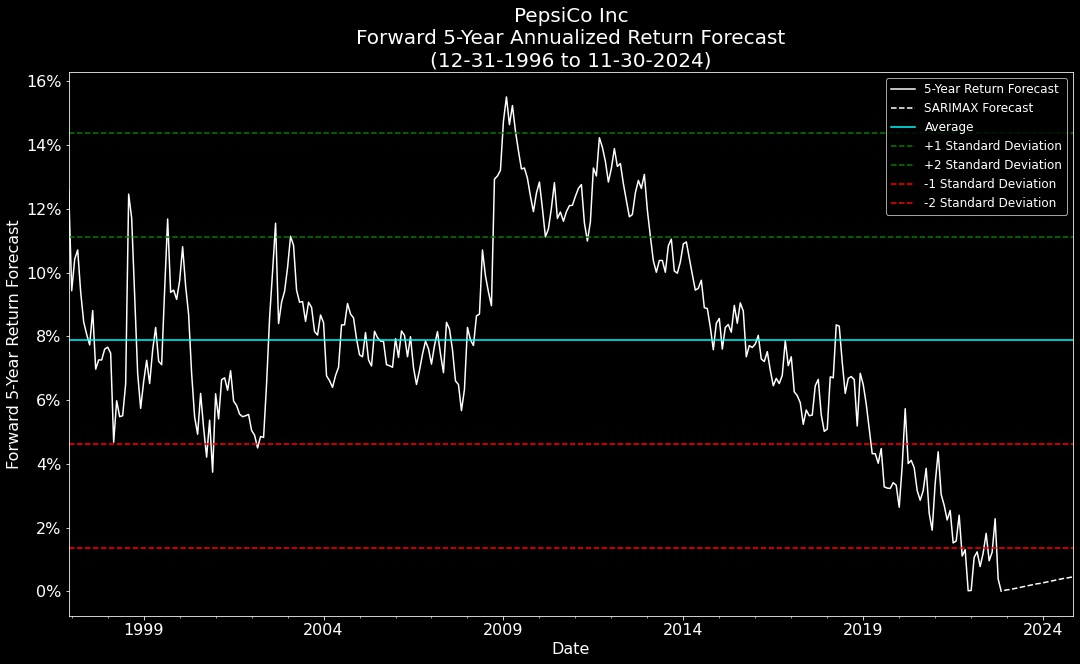 PepsiCo Inc
Forward 5-Year Annualized Return Forecast
(12-31-1996 to 11-30-2024)
16%
14%
12%
10%
8%
6%
4%
2%
0%
Forward 5-Year Return Forecast
5-Year Return Forecast
SARIMAX Forecast
Average
+1 Standard Deviation
+2 Standard Deviation
-1 Standard Deviation
-2 Standard Deviation
1999
2004
2009
2014
2019
2024
Date